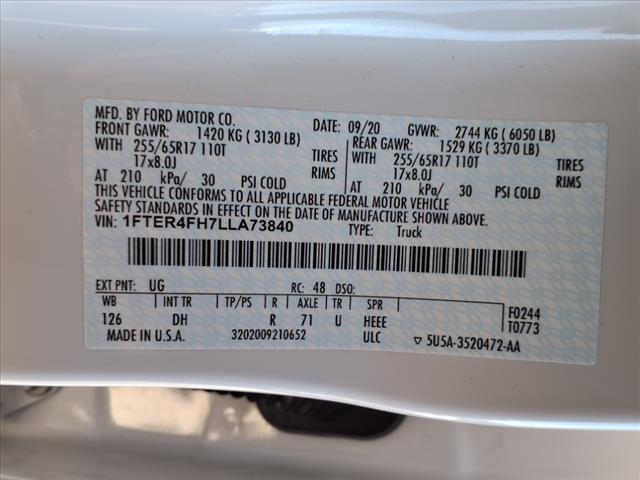 MFD. BY FORD MOTOR CO.
DATE: 09/20 GVWR: 2744 KG ( 6050 LB)
FRONT GAWR: 1420 KG ( 3130 LB)
REAR GAWR: 1529 KG ( 3370 LB)
WITH 255/65R17 110T TIRES
WITH 255/65R17 110T TIRES
17x8.0J RIMS
17x8.0J RIMS
AT 210 kPa/ 30 PSI COLD
AT 210 kPa/ 30 PSI COLD
THIS VEHICLE CONFORMS TO ALL APPLICABLE FEDERAL MOTOR VEHICLE
SAFETY STANDARDS IN EFFECT ON THE DATE OF MANUFACTURE SHOWN ABOVE.
VIN: 1FTER4FH7LLA73840 TYPE: Truck
EXT PNT: UG RC: 48 DSO:
WB INT TR TP/PS R AXLE TR SPR F0244
126 DH R 71 U HEEE T0773
MADE IN U.S.A. 3202009210652 ULC ▿ 5U5A-3520472-AA